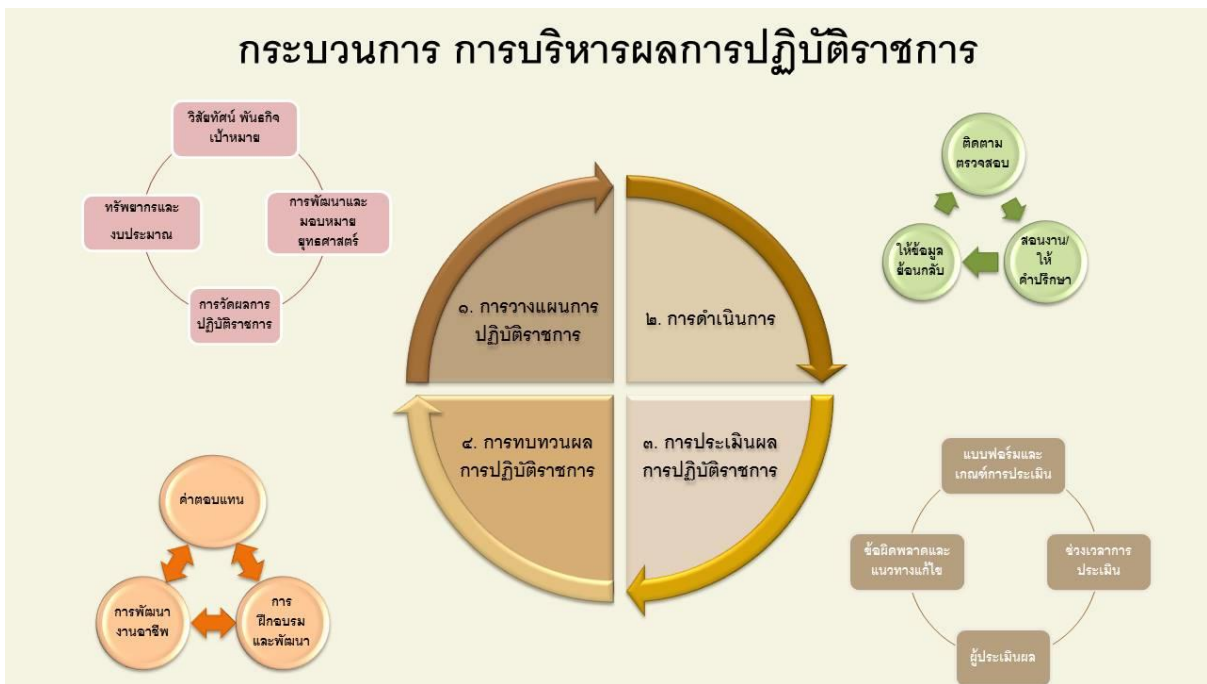 กระบวนการ การบริหารผลการปฏิบัติราชการ
วิสัยทัศน์ พันธกิจ
เป้าหมาย
ทรัพยากรและ
งบประมาณ
การพัฒนาและ
มอบหมาย
ยุทธศาสตร์
การวัดผลการ
ปฏิบัติราชการ
ติดตาม
ตรวจสอบ
ให้ข้อมูล
ย้อนกลับ
สอนงาน/
ให้
คำปรึกษา
๑. การวางแผนการ
ปฏิบัติราชการ
๒. การดำเนินการ
๔. การทบทวนผล
การปฏิบัติราชการ
๓. การประเมินผล
การปฏิบัติราชการ
ค่าตอบแทน
การพัฒนา
งานอาชีพ
การ
ฝึกอบรม
และพัฒนา
แบบฟอร์มและ
เกณฑ์การประเมิน
ข้อผิดพลาดและ
แนวทางแก้ไข
ช่วงเวลาการ
ประเมิน
ผู้ประเมินผล